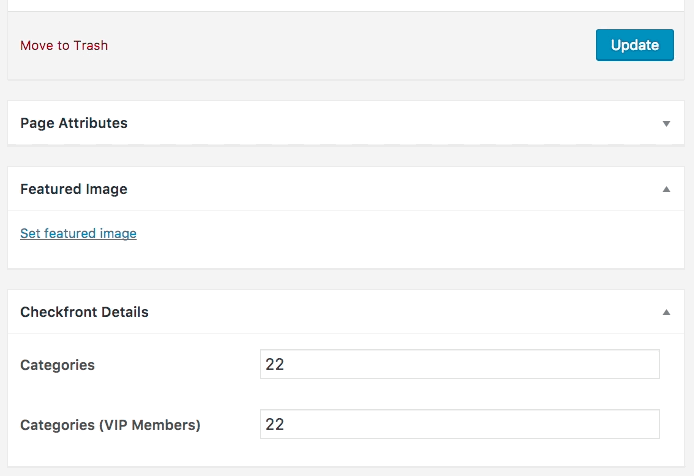 Move to Trash
Update
Page Attributes
Featured Image
Set featured image
Checkfront Details
Categories 22
Categories (VIP Members) 22